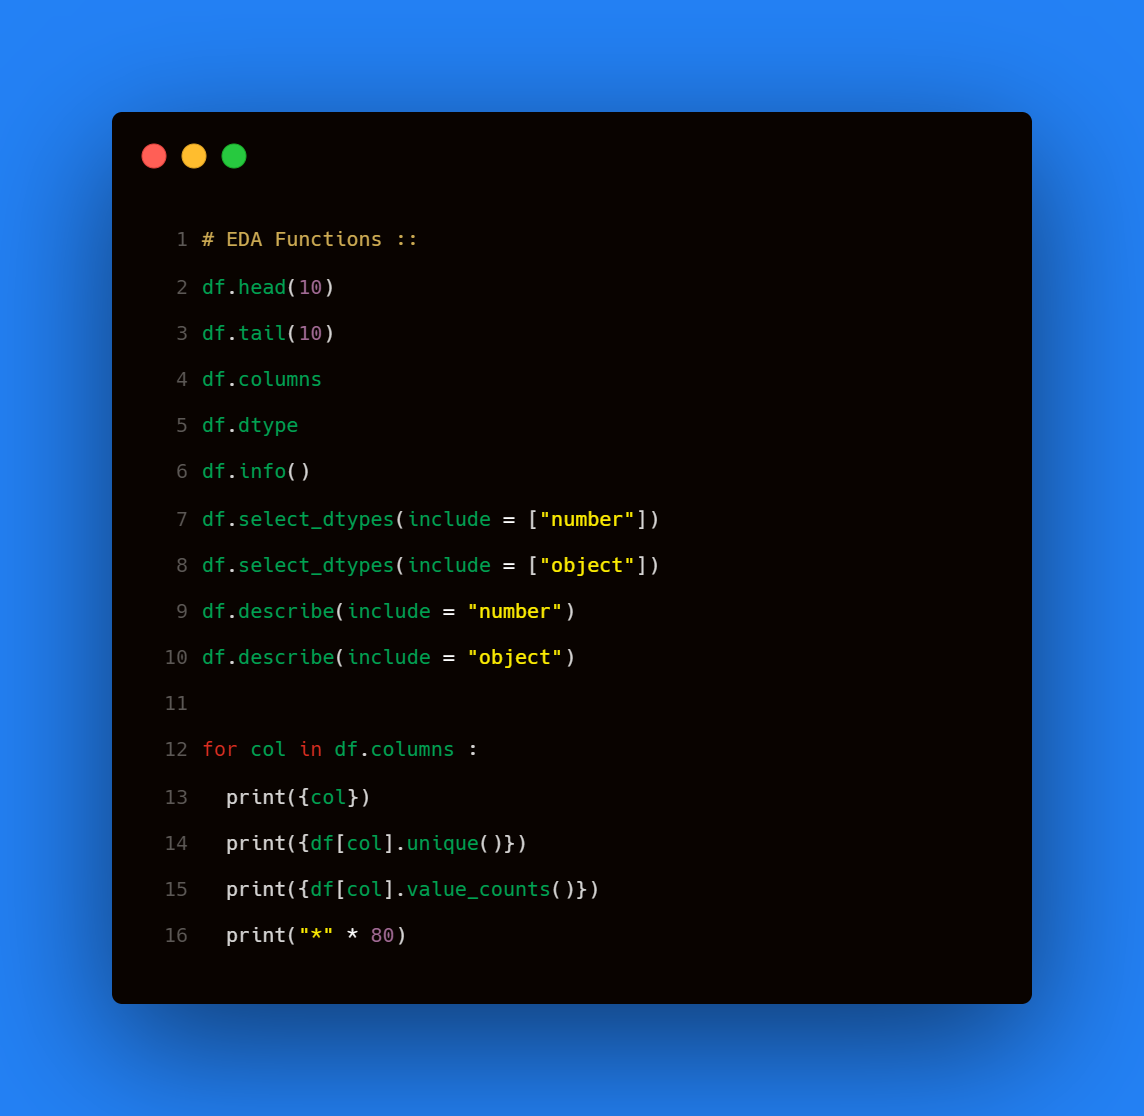 1 # EDA Functions ::
2 df.head(10)
3 df.tail(10)
4 df.columns
5 df.dtype
6 df.info()
7 df.select_dtypes(include = ["number"])
8 df.select_dtypes(include = ["object"])
9 df.describe(include = "number")
10 df.describe(include = "object")
11
12 for col in df.columns :
13   print({col})
14   print({df[col].unique()})
15   print({df[col].value_counts()})
16   print("*" * 80)